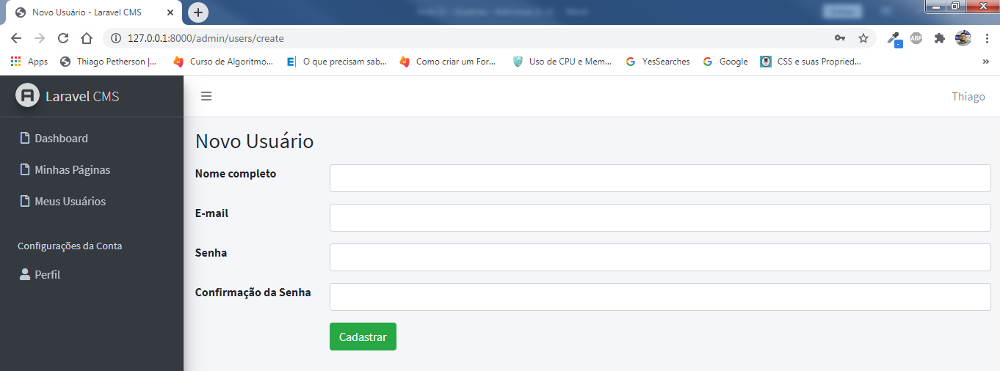 Novo Usuário - Laravel CMS
127.0.0.1:8000/admin/users/create
ABP
Apps
Thiago Petherson |...
Curso de Algoritmo...
O que precisam sab...
Como criar um For...
Uso de CPU e Mem...
YesSearches
Google
CSS e suas Propried...
Laravel CMS
Thiago
Dashboard
Minhas Páginas
Meus Usuários
Configurações da Conta
Perfil
Novo Usuário
Nome completo
E-mail
Senha
Confirmação da Senha
Cadastrar